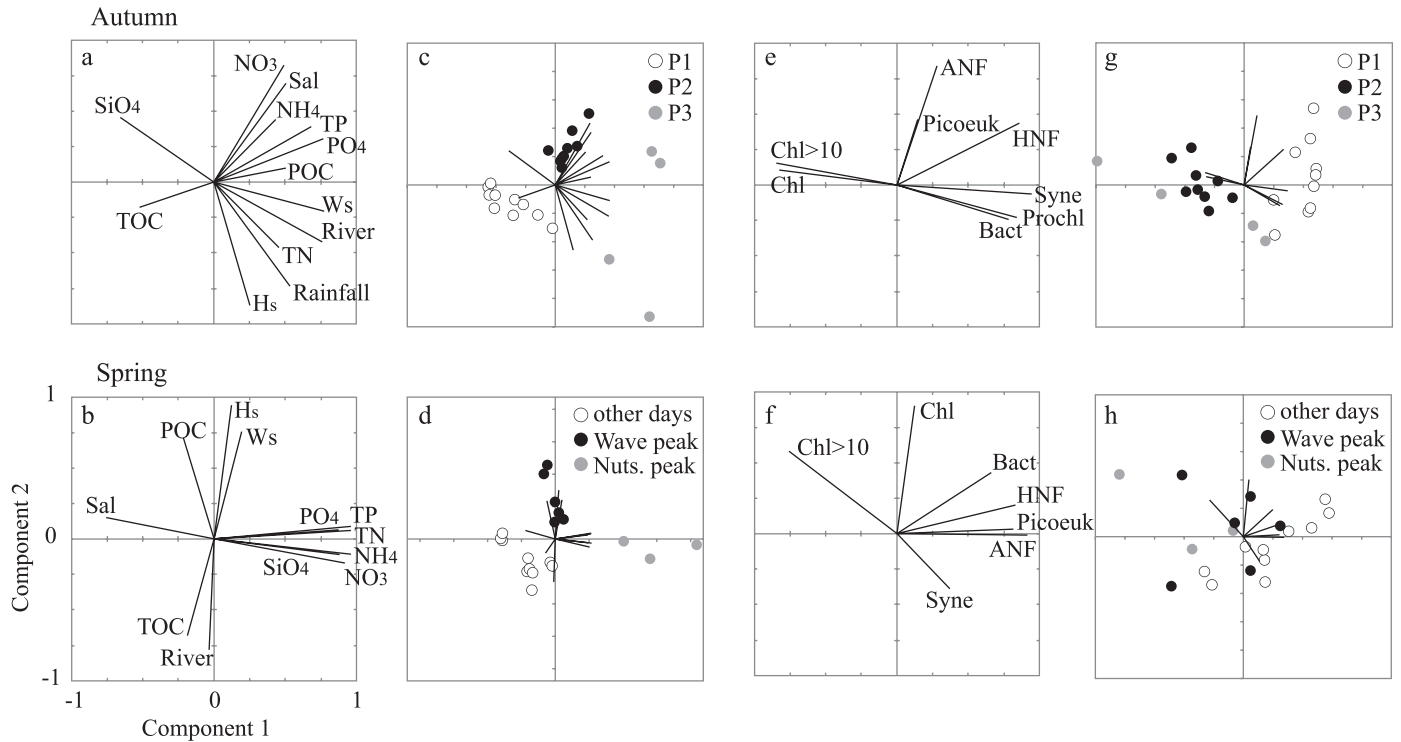 Autumn
a
NO3
Sal
SiO4
NH4
TP
PO4
POC
Ws
TOC
River
TN
Rainfall
Hs
c
P1
P2
P3
e
ANF
Picoeuk
HNF
Chl>10
Chl
Syne
Prochl
Bact
g
P1
P2
P3
Spring
b
Hs
POC
Ws
Sal
PO4
TP
TN
NH4
SiO4
NO3
TOC
River
1
0
-1
-1
0
1
Component 2
Component 1
d
other days
Wave peak
Nuts. peak
f
Chl
Chl>10
Bact
HNF
Picoeuk
ANF
Syne
h
other days
Wave peak
Nuts. peak